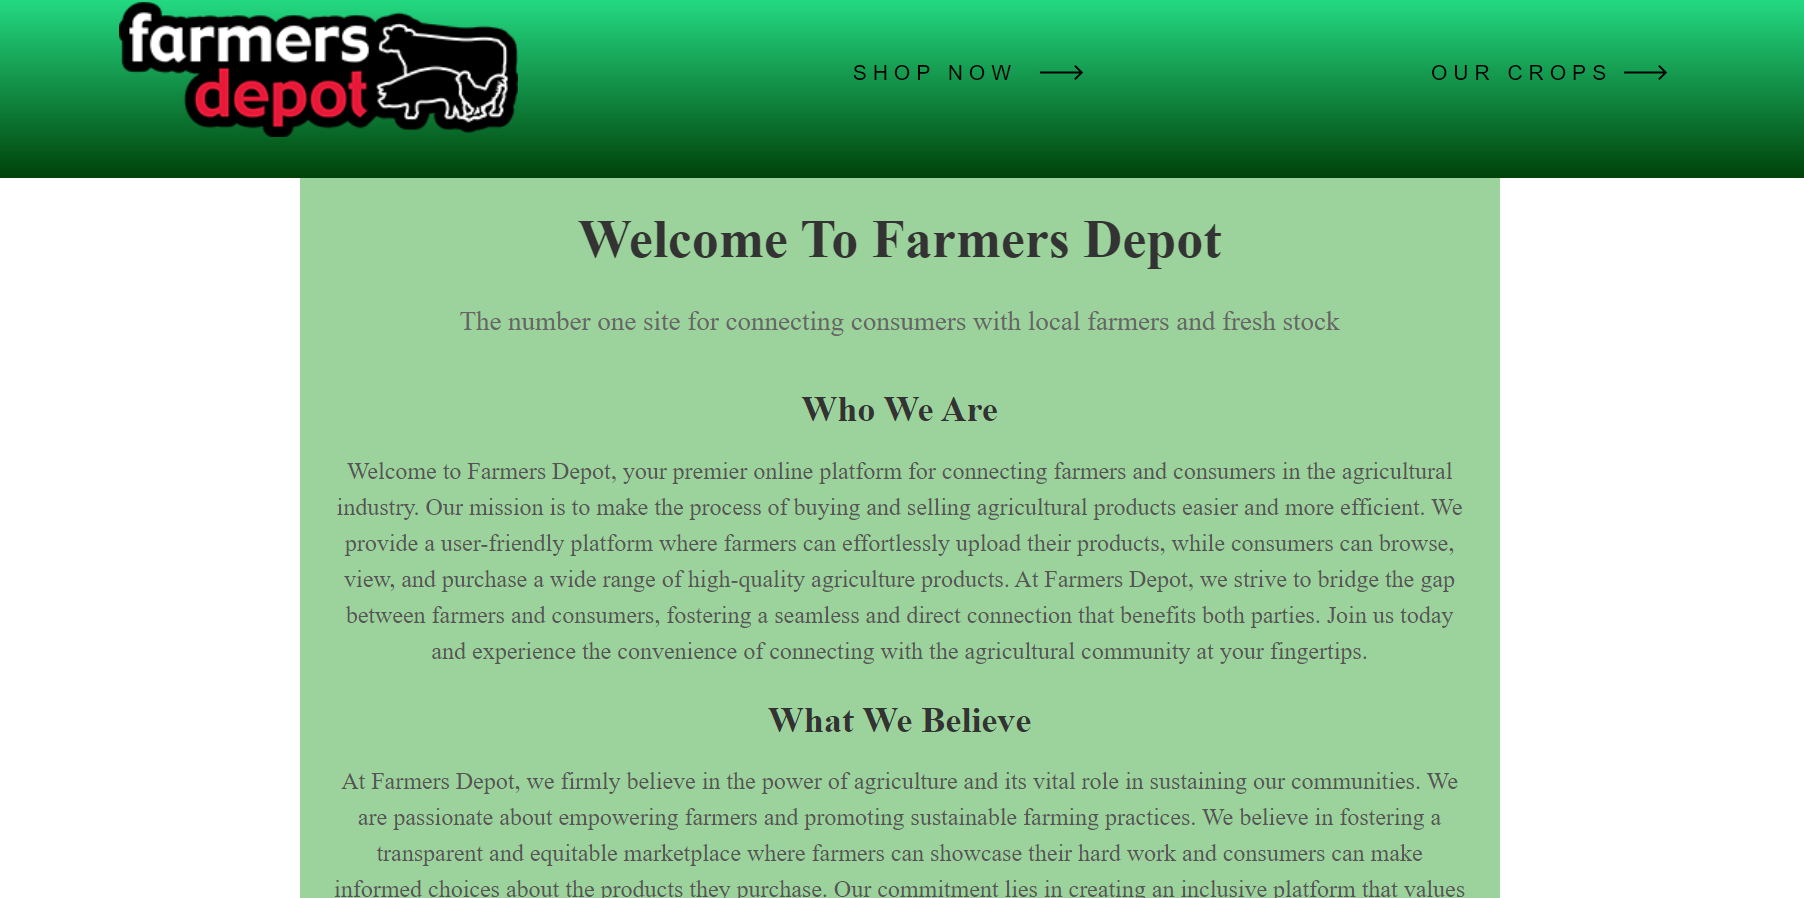 farmers
depot
SHOP NOW
OUR CROPS
Welcome To Farmers Depot
The number one site for connecting consumers with local farmers and fresh stock
Who We Are
Welcome to Farmers Depot, your premier online platform for connecting farmers and consumers in the agricultural
industry. Our mission is to make the process of buying and selling agricultural products easier and more efficient. We
provide a user-friendly platform where farmers can effortlessly upload their products, while consumers can browse,
view, and purchase a wide range of high-quality agriculture products. At Farmers Depot, we strive to bridge the gap
between farmers and consumers, fostering a seamless and direct connection that benefits both parties. Join us today
and experience the convenience of connecting with the agricultural community at your fingertips.
What We Believe
At Farmers Depot, we firmly believe in the power of agriculture and its vital role in sustaining our communities. We
are passionate about empowering farmers and promoting sustainable farming practices. We believe in fostering a
transparent and equitable marketplace where farmers can showcase their hard work and consumers can make
informed choices about the products they purchase. Our commitment lies in creating an inclusive platform that values